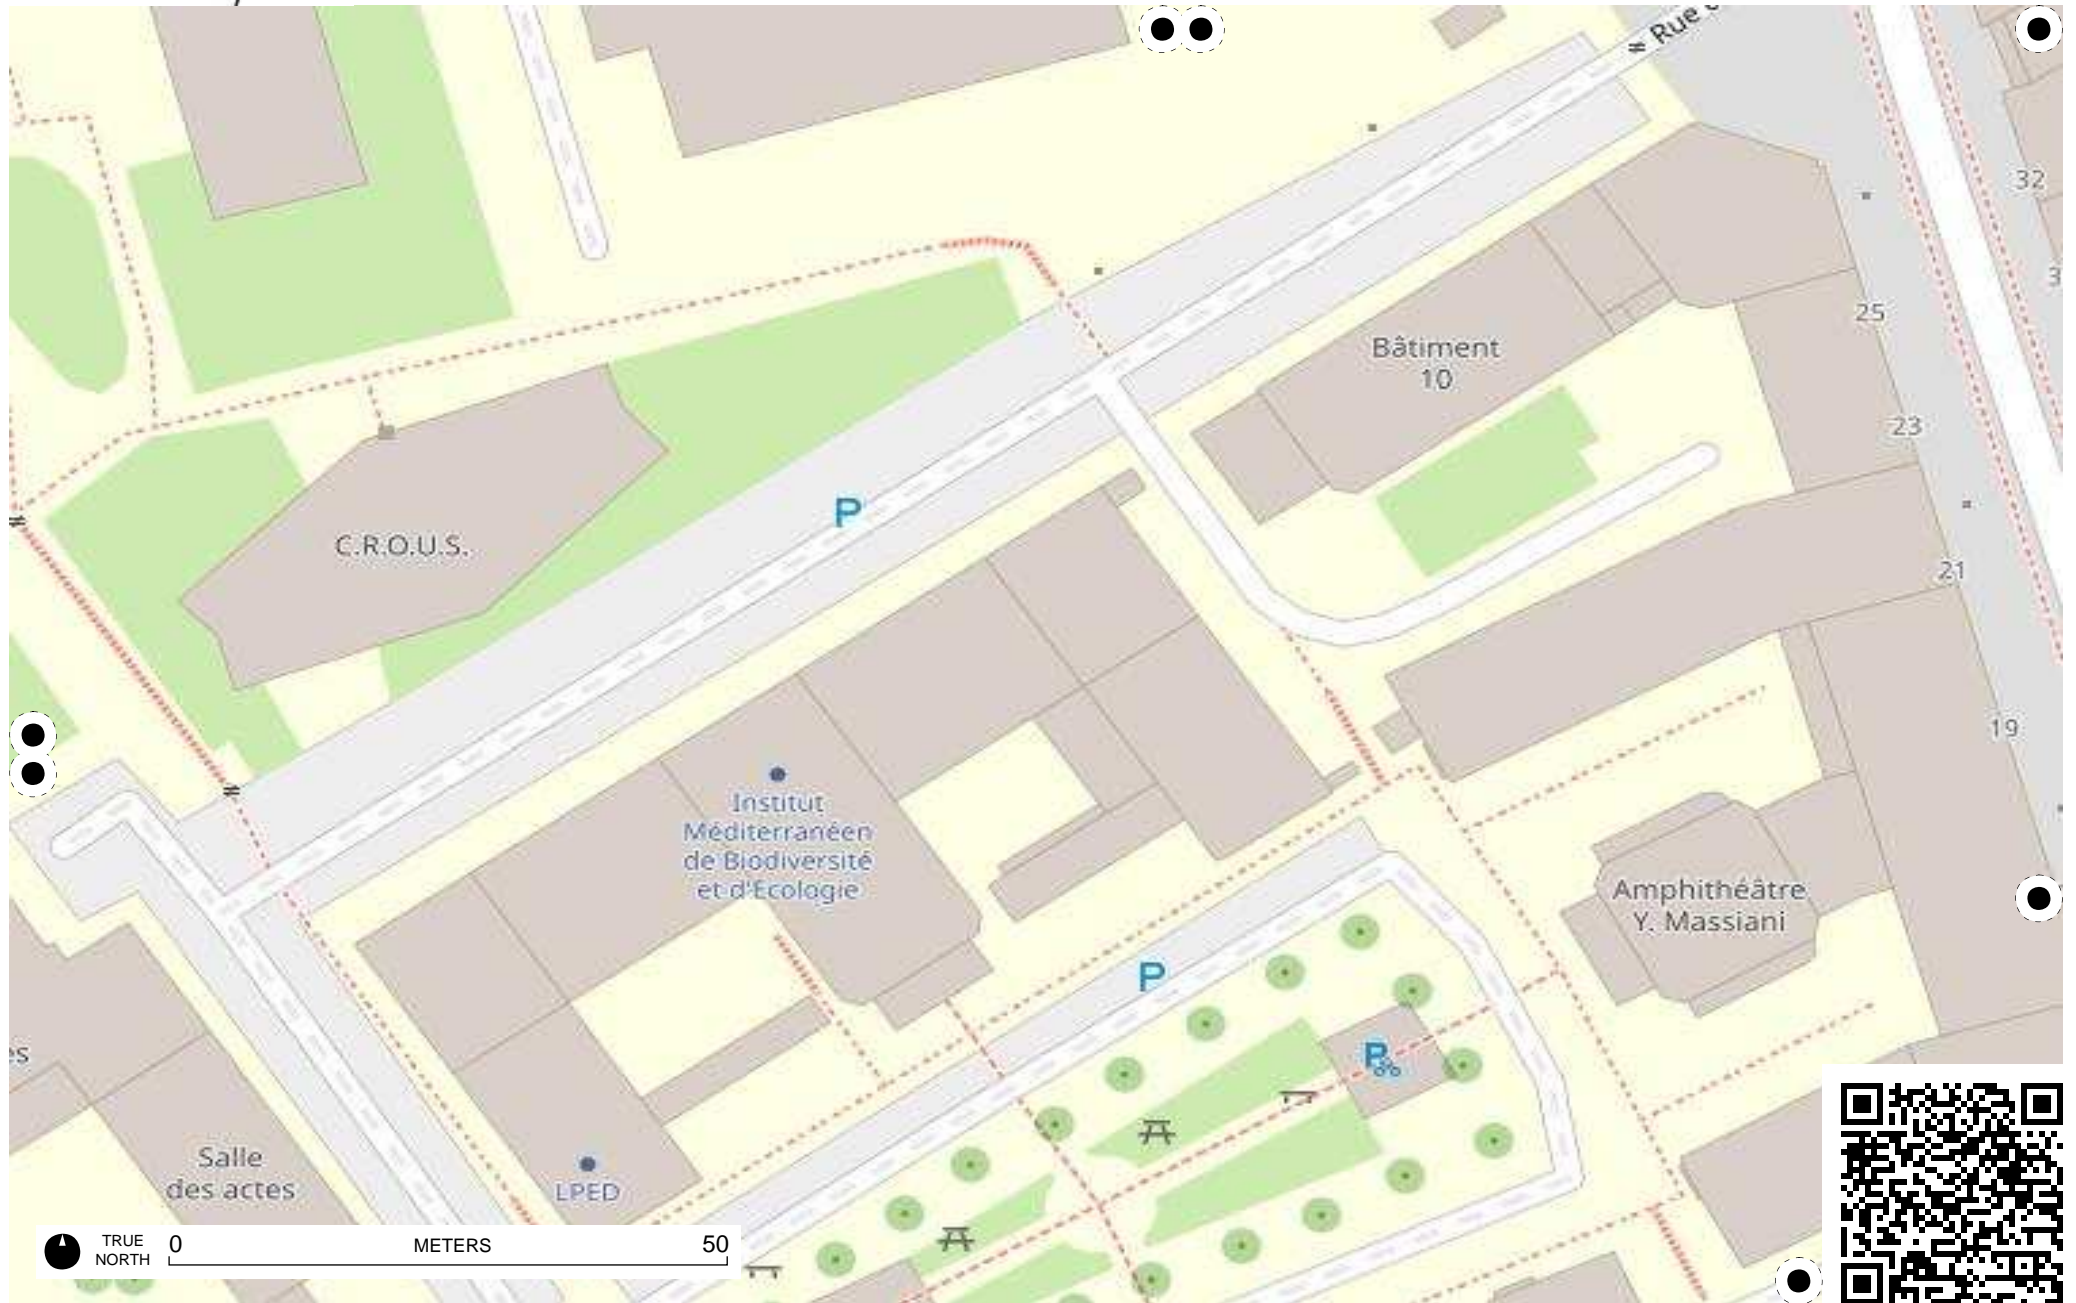 Rue
32
25
Bâtiment
10
23
P
C.R.O.U.S.
21
19
Institut
Méditerranéen
de Biodiversité
et d'Ecologie
Amphithéâtre
Y. Massiani
P
es
P
Salle
des actes
LPED
TRUE
NORTH
0
METERS
50